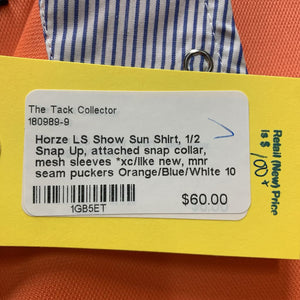 The Tack Collector
180989-9
Horze LS Show Sun Shirt, 1/2
Snap Up, attached snap collar,
mesh sleeves *xc/like new, mnr
seam puckers Orange/Blue/White 10
1GB5ET
$60.00
Retail (New) Price
is $ 100+